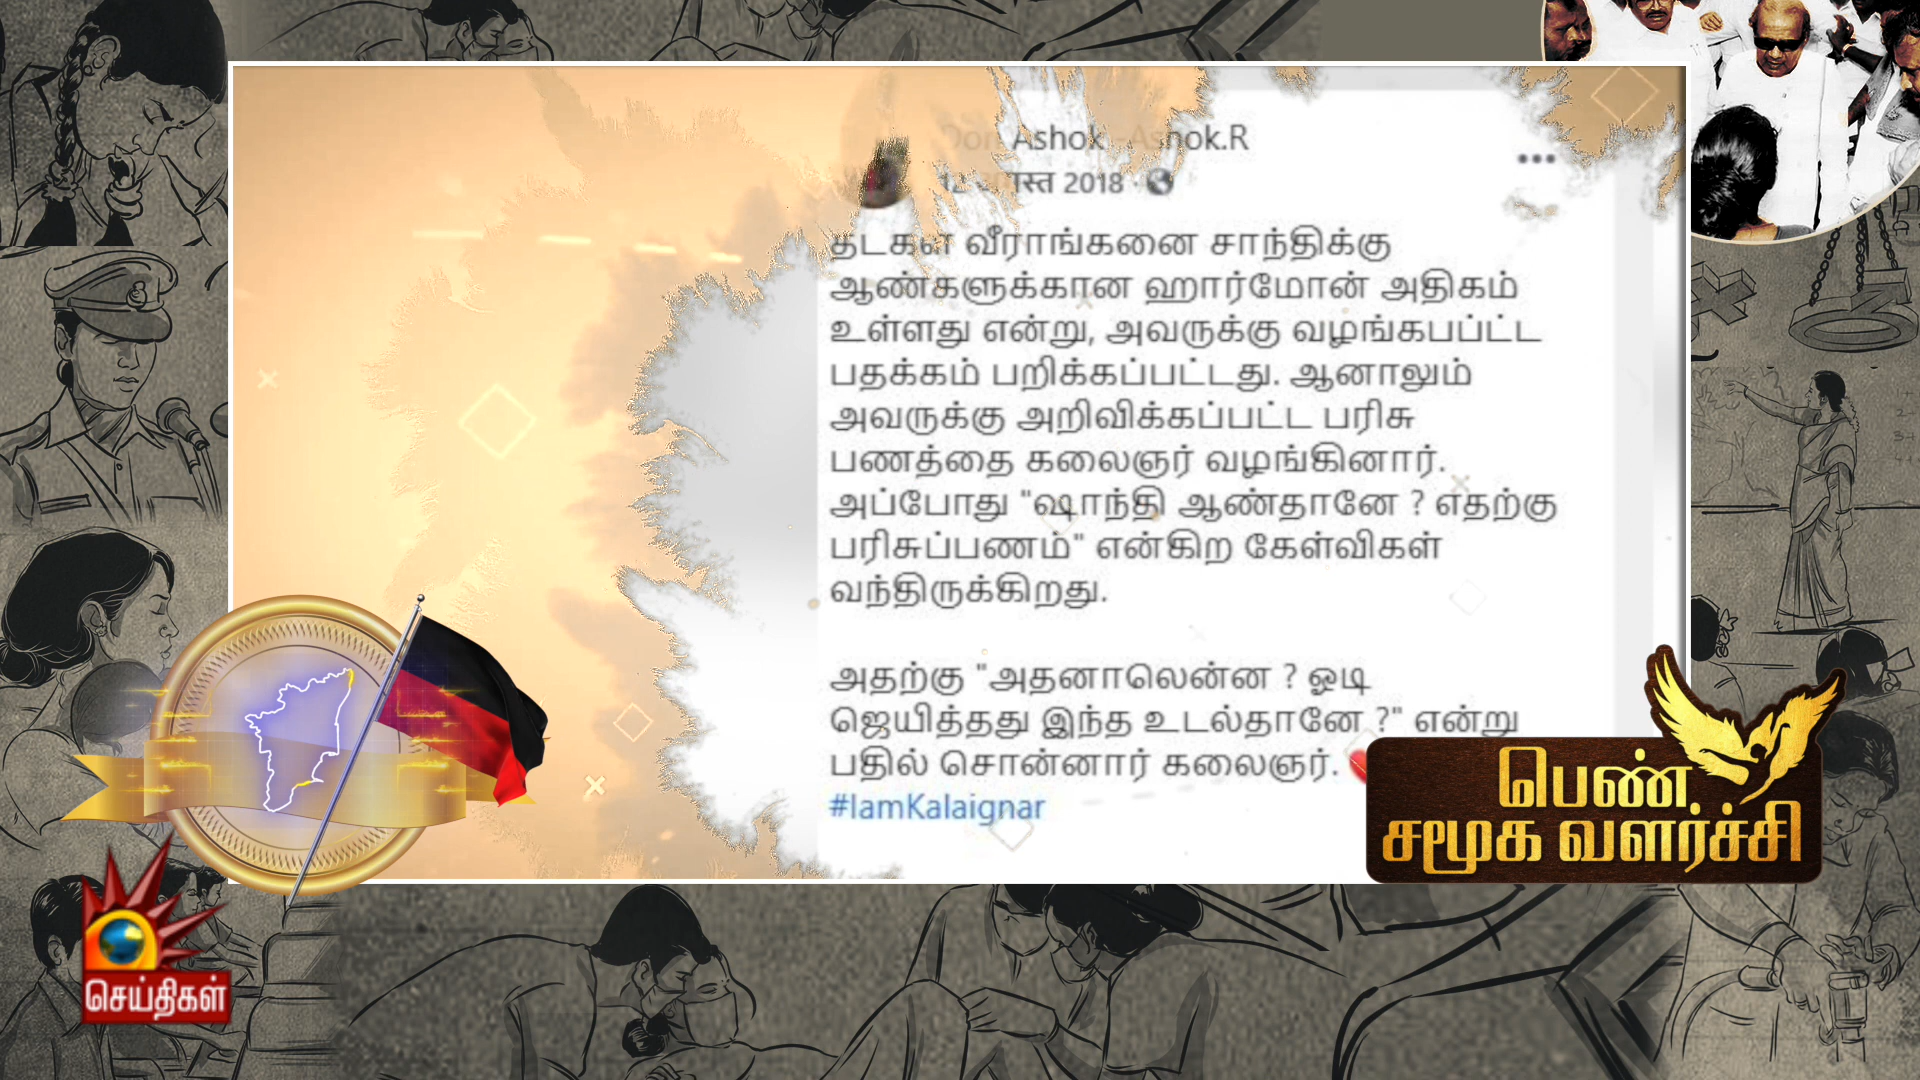 Don Ashok -Ashok.R
2018
தடகள வீராங்கனை சாந்திக்கு
ஆண்களுக்கான ஹார்மோன் அதிகம்
உள்ளது என்று, அவருக்கு வழங்கபப்ட்ட
பதக்கம் பறிக்கப்பட்டது. ஆனாலும்
அவருக்கு அறிவிக்கப்பட்ட பரிசு
பணத்தை கலைஞர் வழங்கினார்.
அப்போது "ஷாந்தி ஆண்தானே ? எதற்கு
பரிசுப்பணம்" என்கிற கேள்விகள்
வந்திருக்கிறது.
அதற்கு "அதனாலென்ன ? ஓடி
ஜெயித்தது இந்த உடல்தானே ?" என்று
பதில் சொன்னார் கலைஞர்.
#IamKalaignar
பெண்
சமூக வளர்ச்சி
செய்திகள்